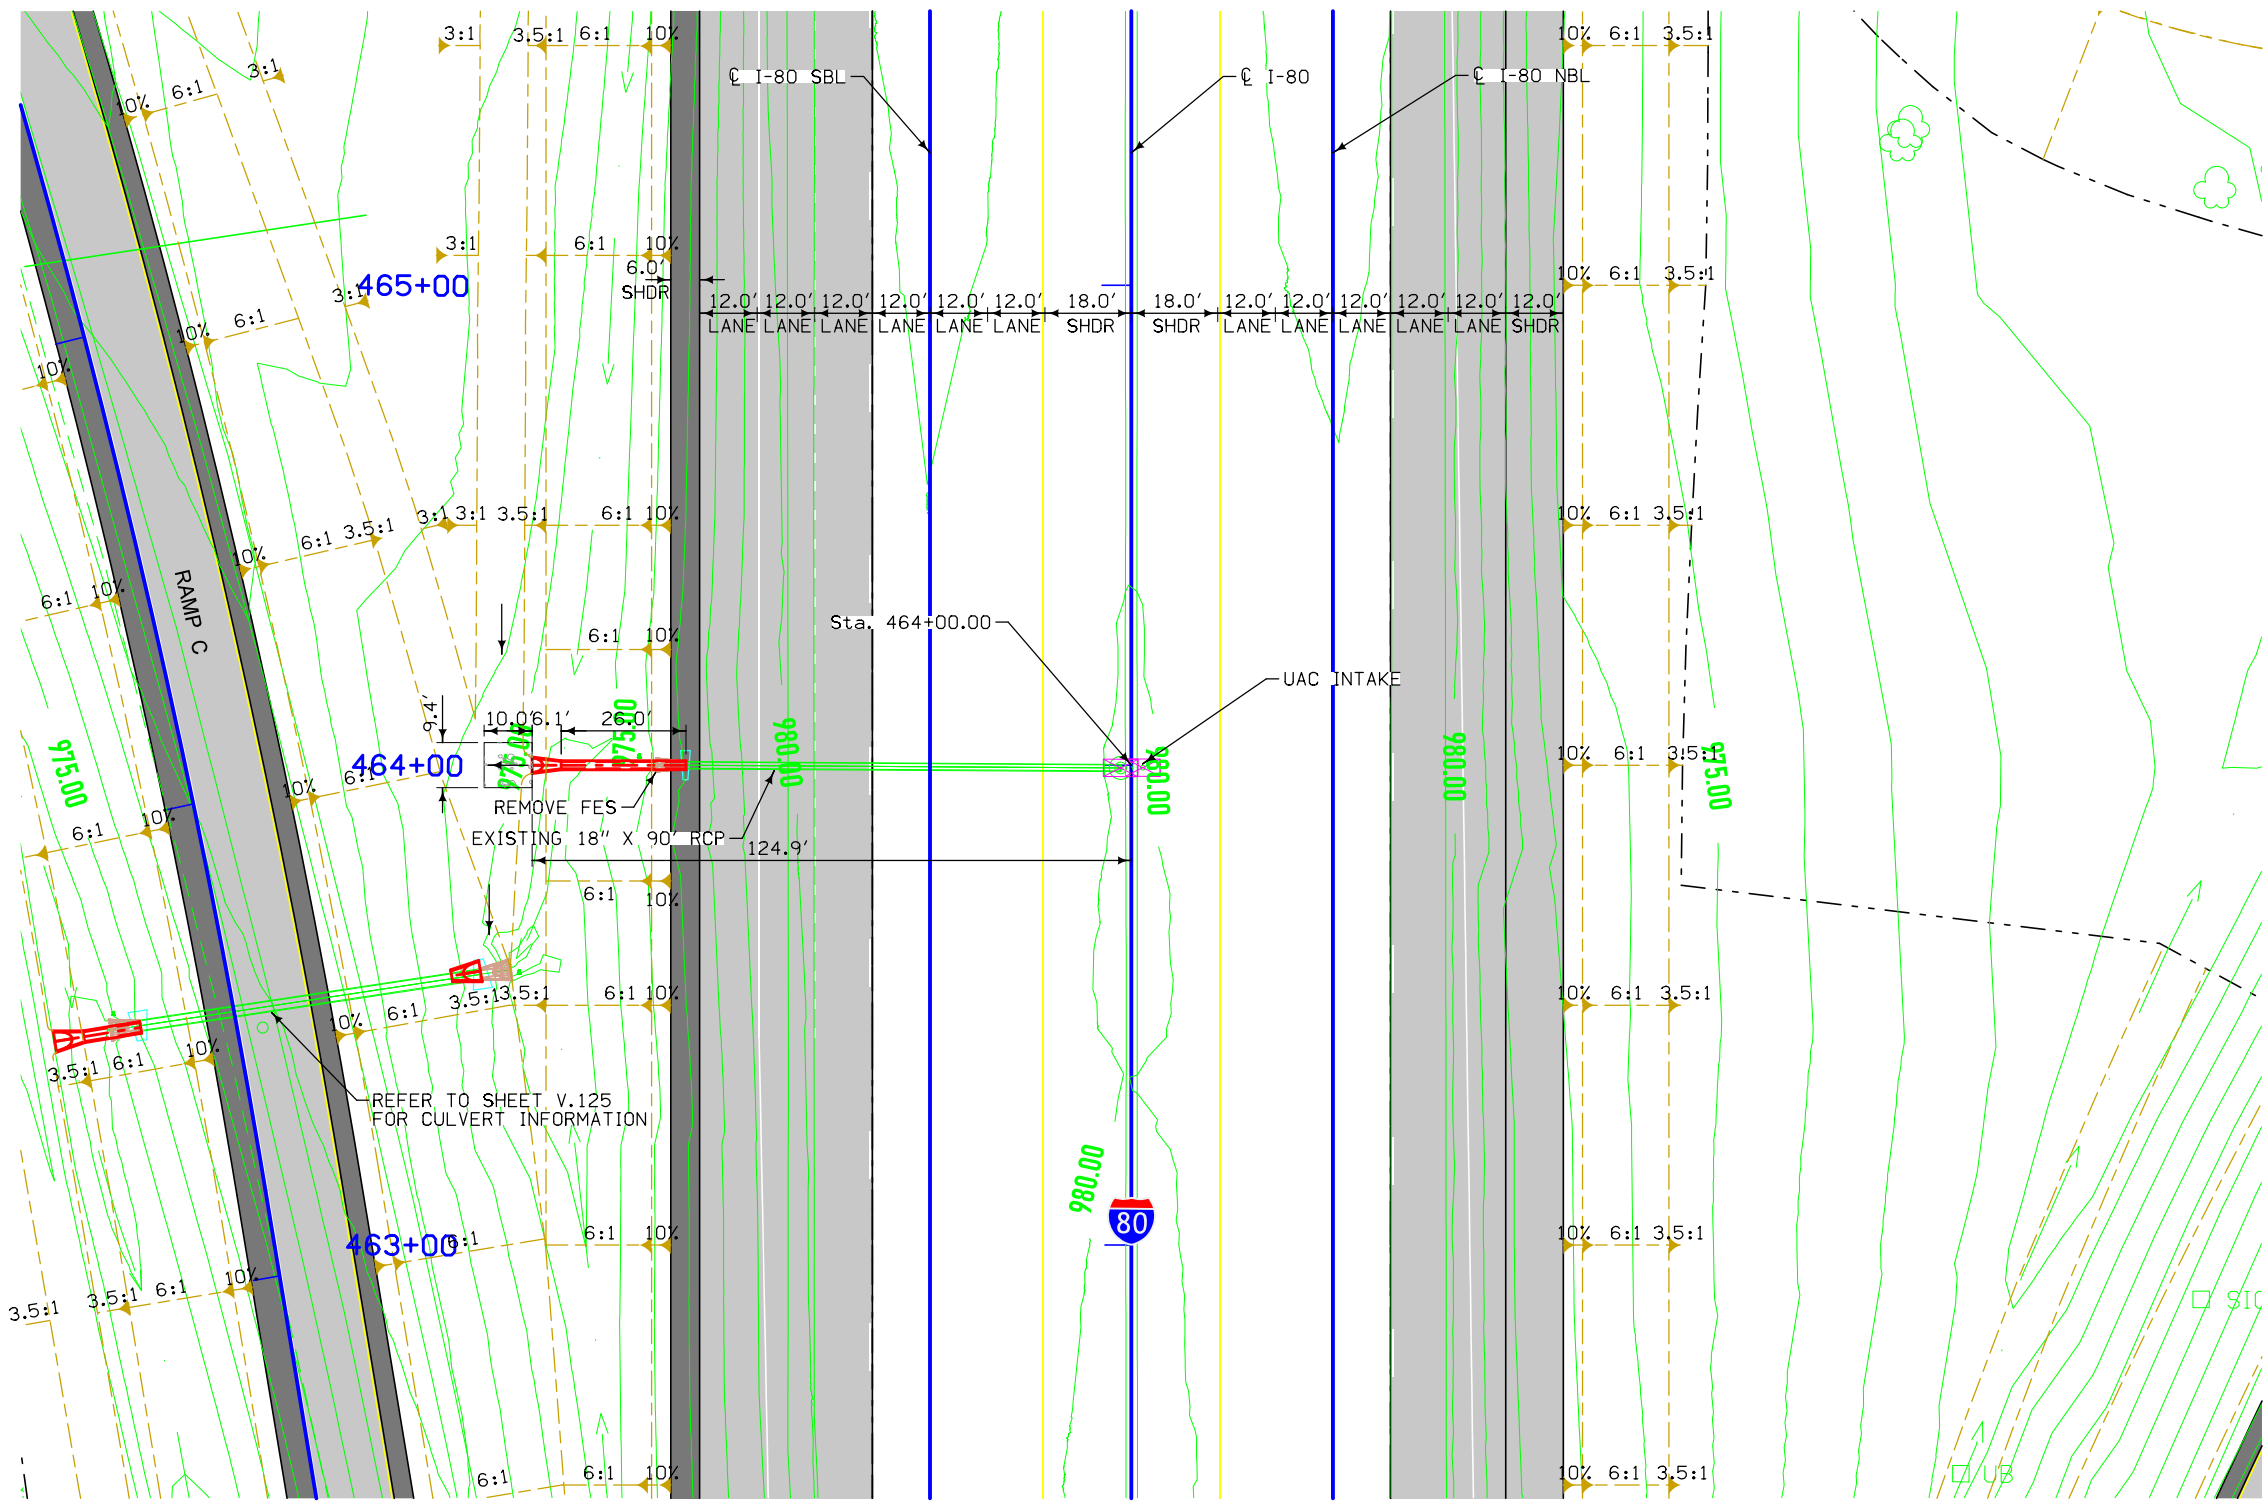 3:1 3.5:1 6:1 10% 10% 6:1 3.5:1
3:1
℄ I-80 SBL ℄ I-80 ℄ I-80 NBL
10% 6:1
3:1 6:1 10%
6.0'
SHDR
465+00
3:1
10% 6:1 3.5:1
12.0' 12.0' 12.0' 12.0' 12.0' 12.0' 18.0' 18.0' 12.0' 12.0' 12.0' 12.0' 12.0' 12.0'
LANE LANE LANE LANE LANE LANE SHDR SHDR LANE LANE LANE LANE LANE SHDR
10% 6:1
10%
3:1 3:1 3.5:1 6:1 10% 10% 6:1 3.5:1
10% 6:1 3.5:1
RAMP C
6:1 10%
Sta. 464+00.00
6:1 10%
UAC INTAKE
9.4'
10.0' 6.1' 26.0'
975.00 975.00 975.00 980.00 980.00 980.00 975.00
464+00
10% 6:1 3.5:1
10% 6:1
REMOVE FES
EXISTING 18" X 90' RCP
124.9'
6:1 10%
6:1 10%
3.5:1 3.5:1 6:1 10% 10% 6:1 3.5:1
10% 6:1
3.5:1 6:1 10%
REFER TO SHEET V.125
FOR CULVERT INFORMATION
980.00
80
463+00
6:1 6:1 10% 10% 6:1 3.5:1
3.5:1 3.5:1 6:1 10%
6:1 6:1 10% 10% 6:1 3.5:1
UB